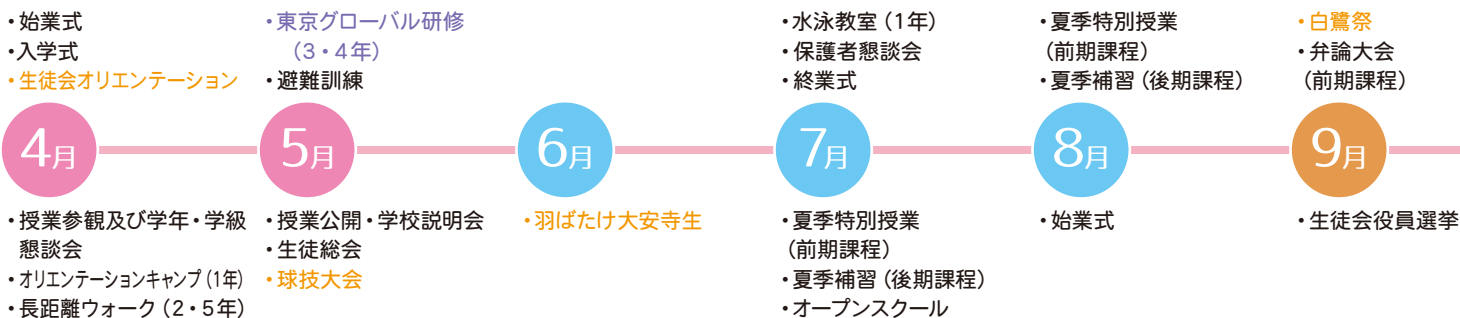 ・始業式
・入学式
・生徒会オリエンテーション
4月
・授業参観及び学年・学級
懇談会
・オリエンテーションキャンプ(1年)
・長距離ウォーク(2・5年)
・東京グローバル研修
(3・4年)
・避難訓練
5月
・授業公開・学校説明会
・生徒総会
・球技大会
6月
・羽ばたけ大安寺生
・水泳教室(1年)
・保護者懇談会
・終業式
7月
・夏季特別授業
(前期課程)
・夏季補習(後期課程)
・オープンスクール
・夏季特別授業
(前期課程)
・夏季補習(後期課程)
8月
・始業式
・白鷺祭
・弁論大会
(前期課程)
9月
・生徒会役員選挙